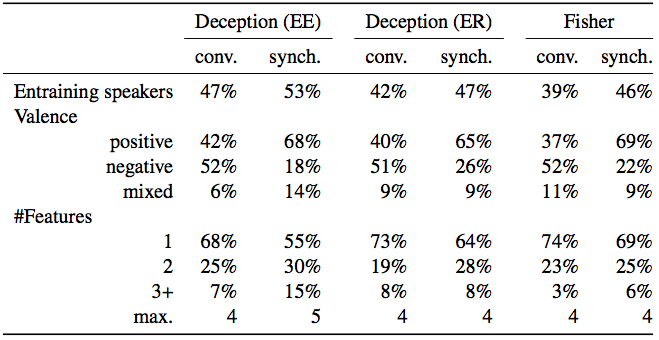 Deception (EE) Deception (ER) Fisher
conv. synch. conv. synch. conv. synch.
Entraining speakers 47% 53% 42% 47% 39% 46%
Valence
positive 42% 68% 40% 65% 37% 69%
negative 52% 18% 51% 26% 52% 22%
mixed 6% 14% 9% 9% 11% 9%
#Features
1 68% 55% 73% 64% 74% 69%
2 25% 30% 19% 28% 23% 25%
3+ 7% 15% 8% 8% 3% 6%
max. 4 5 4 4 4 4